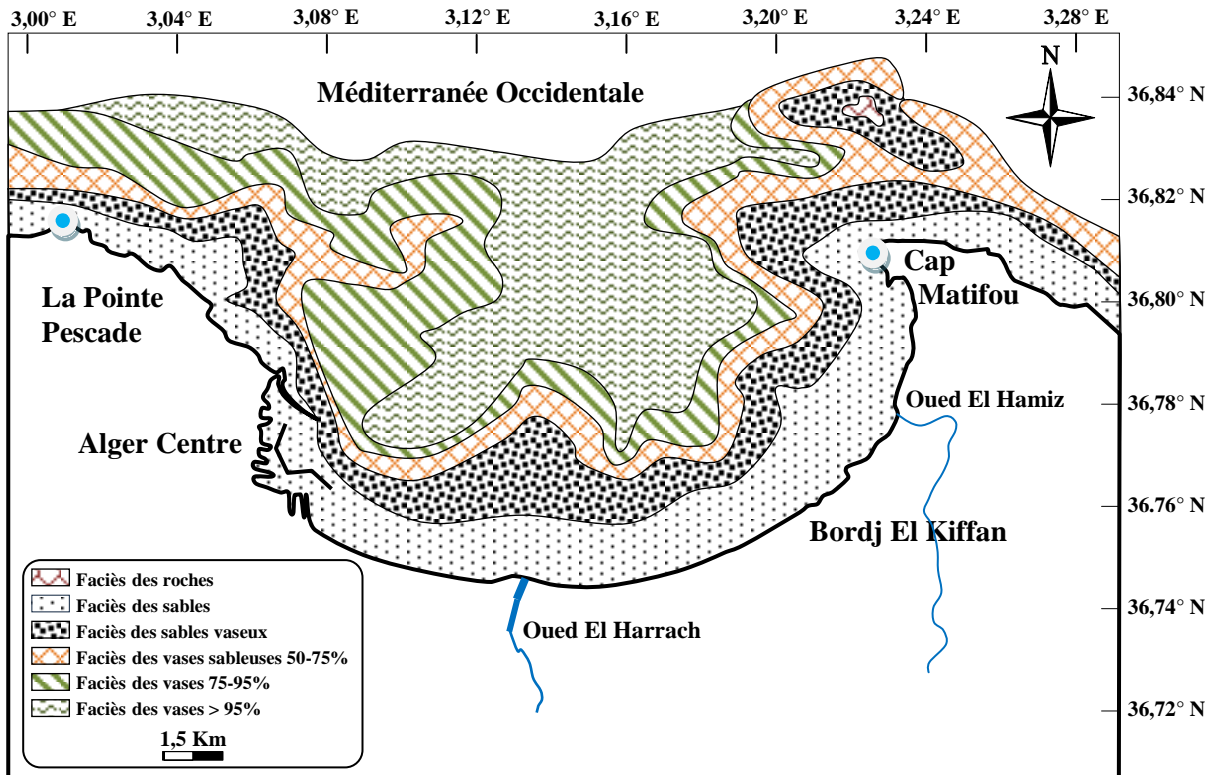 3,00° E 3,04° E 3,08° E 3,12° E 3,16° E 3,20° E 3,24° E 3,28° E
N
Méditerranée Occidentale
36,84° N
36,82° N
36,80° N
36,78° N
36,76° N
36,74° N
36,72° N
La Pointe
Pescade
Cap
Matifou
Oued El Hamiz
Alger Centre
Bordj El Kiffan
Oued El Harrach
Faciès des roches
Faciès des sables
Faciès des sables vaseux
Faciès des vases sableuses 50-75%
Faciès des vases 75-95%
Faciès des vases > 95%
1,5 Km